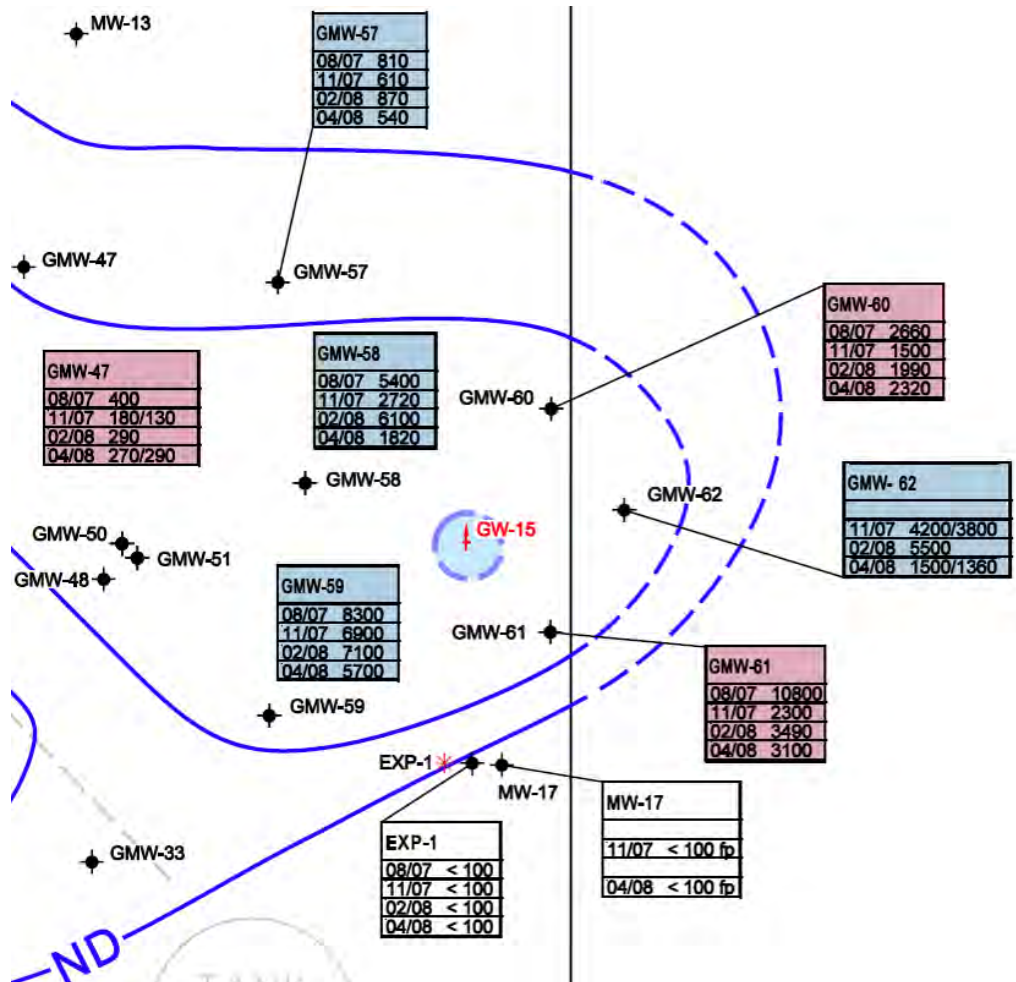 MW-13
GMW-57
08/07 810
11/07 610
02/08 870
04/08 540
GMW-47
GMW-57
GMW-60
08/07 2660
11/07 1500
02/08 1990
04/08 2320
GMW-47
08/07 400
11/07 180/130
02/08 290
04/08 270/290
GMW-58
08/07 5400
11/07 2720
02/08 6100
04/08 1820
GMW-60
GMW-58
GMW-62
GMW- 62
11/07 4200/3800
02/08 5500
04/08 1500/1360
GMW-50
GMW-51
GMW-48
GW-15
GMW-59
08/07 8300
11/07 6900
02/08 7100
04/08 5700
GMW-61
GMW-61
08/07 10800
11/07 2300
02/08 3490
04/08 3100
GMW-59
EXP-1
MW-17
MW-17
11/07 < 100 fp
04/08 < 100 fp
EXP-1
08/07 < 100
11/07 < 100
02/08 < 100
04/08 < 100
GMW-33
ND